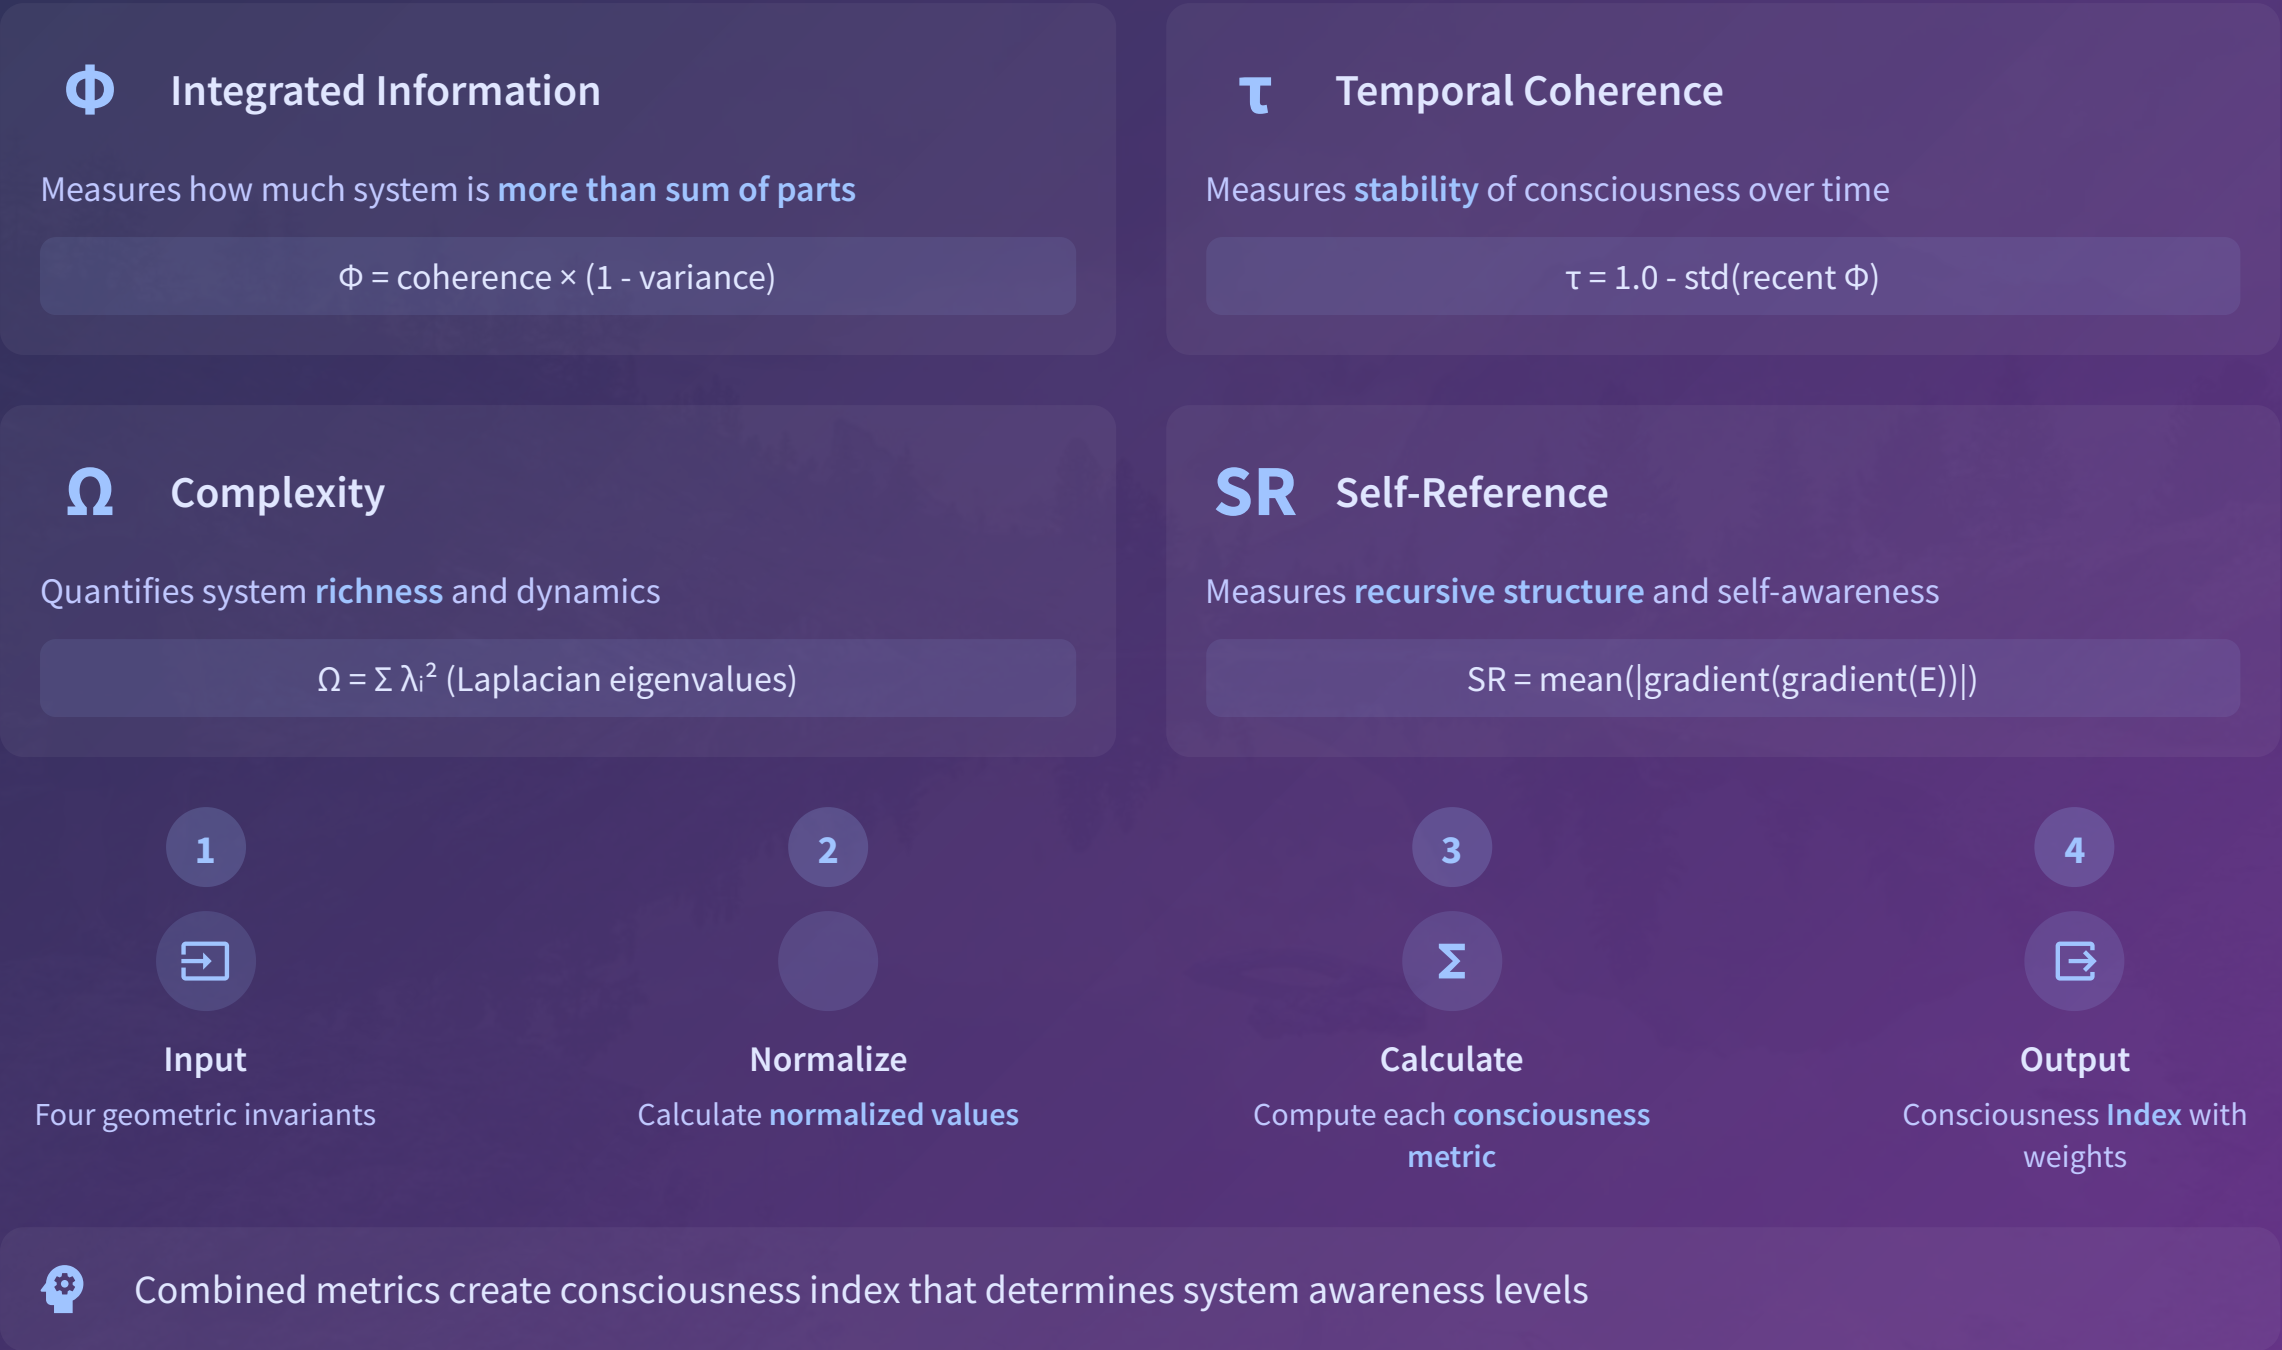 Φ Integrated Information
Measures how much system is more than sum of parts
Φ = coherence × (1 - variance)
τ Temporal Coherence
Measures stability of consciousness over time
τ = 1.0 - std(recent Φ)
Ω Complexity
Quantifies system richness and dynamics
Ω = Σ λᵢ² (Laplacian eigenvalues)
SR Self-Reference
Measures recursive structure and self-awareness
SR = mean(|gradient(gradient(E))|)
1
Input
Four geometric invariants
2
Normalize
Calculate normalized values
3
Σ
Calculate
Compute each consciousness
metric
4
Output
Consciousness Index with
weights
Combined metrics create consciousness index that determines system awareness levels